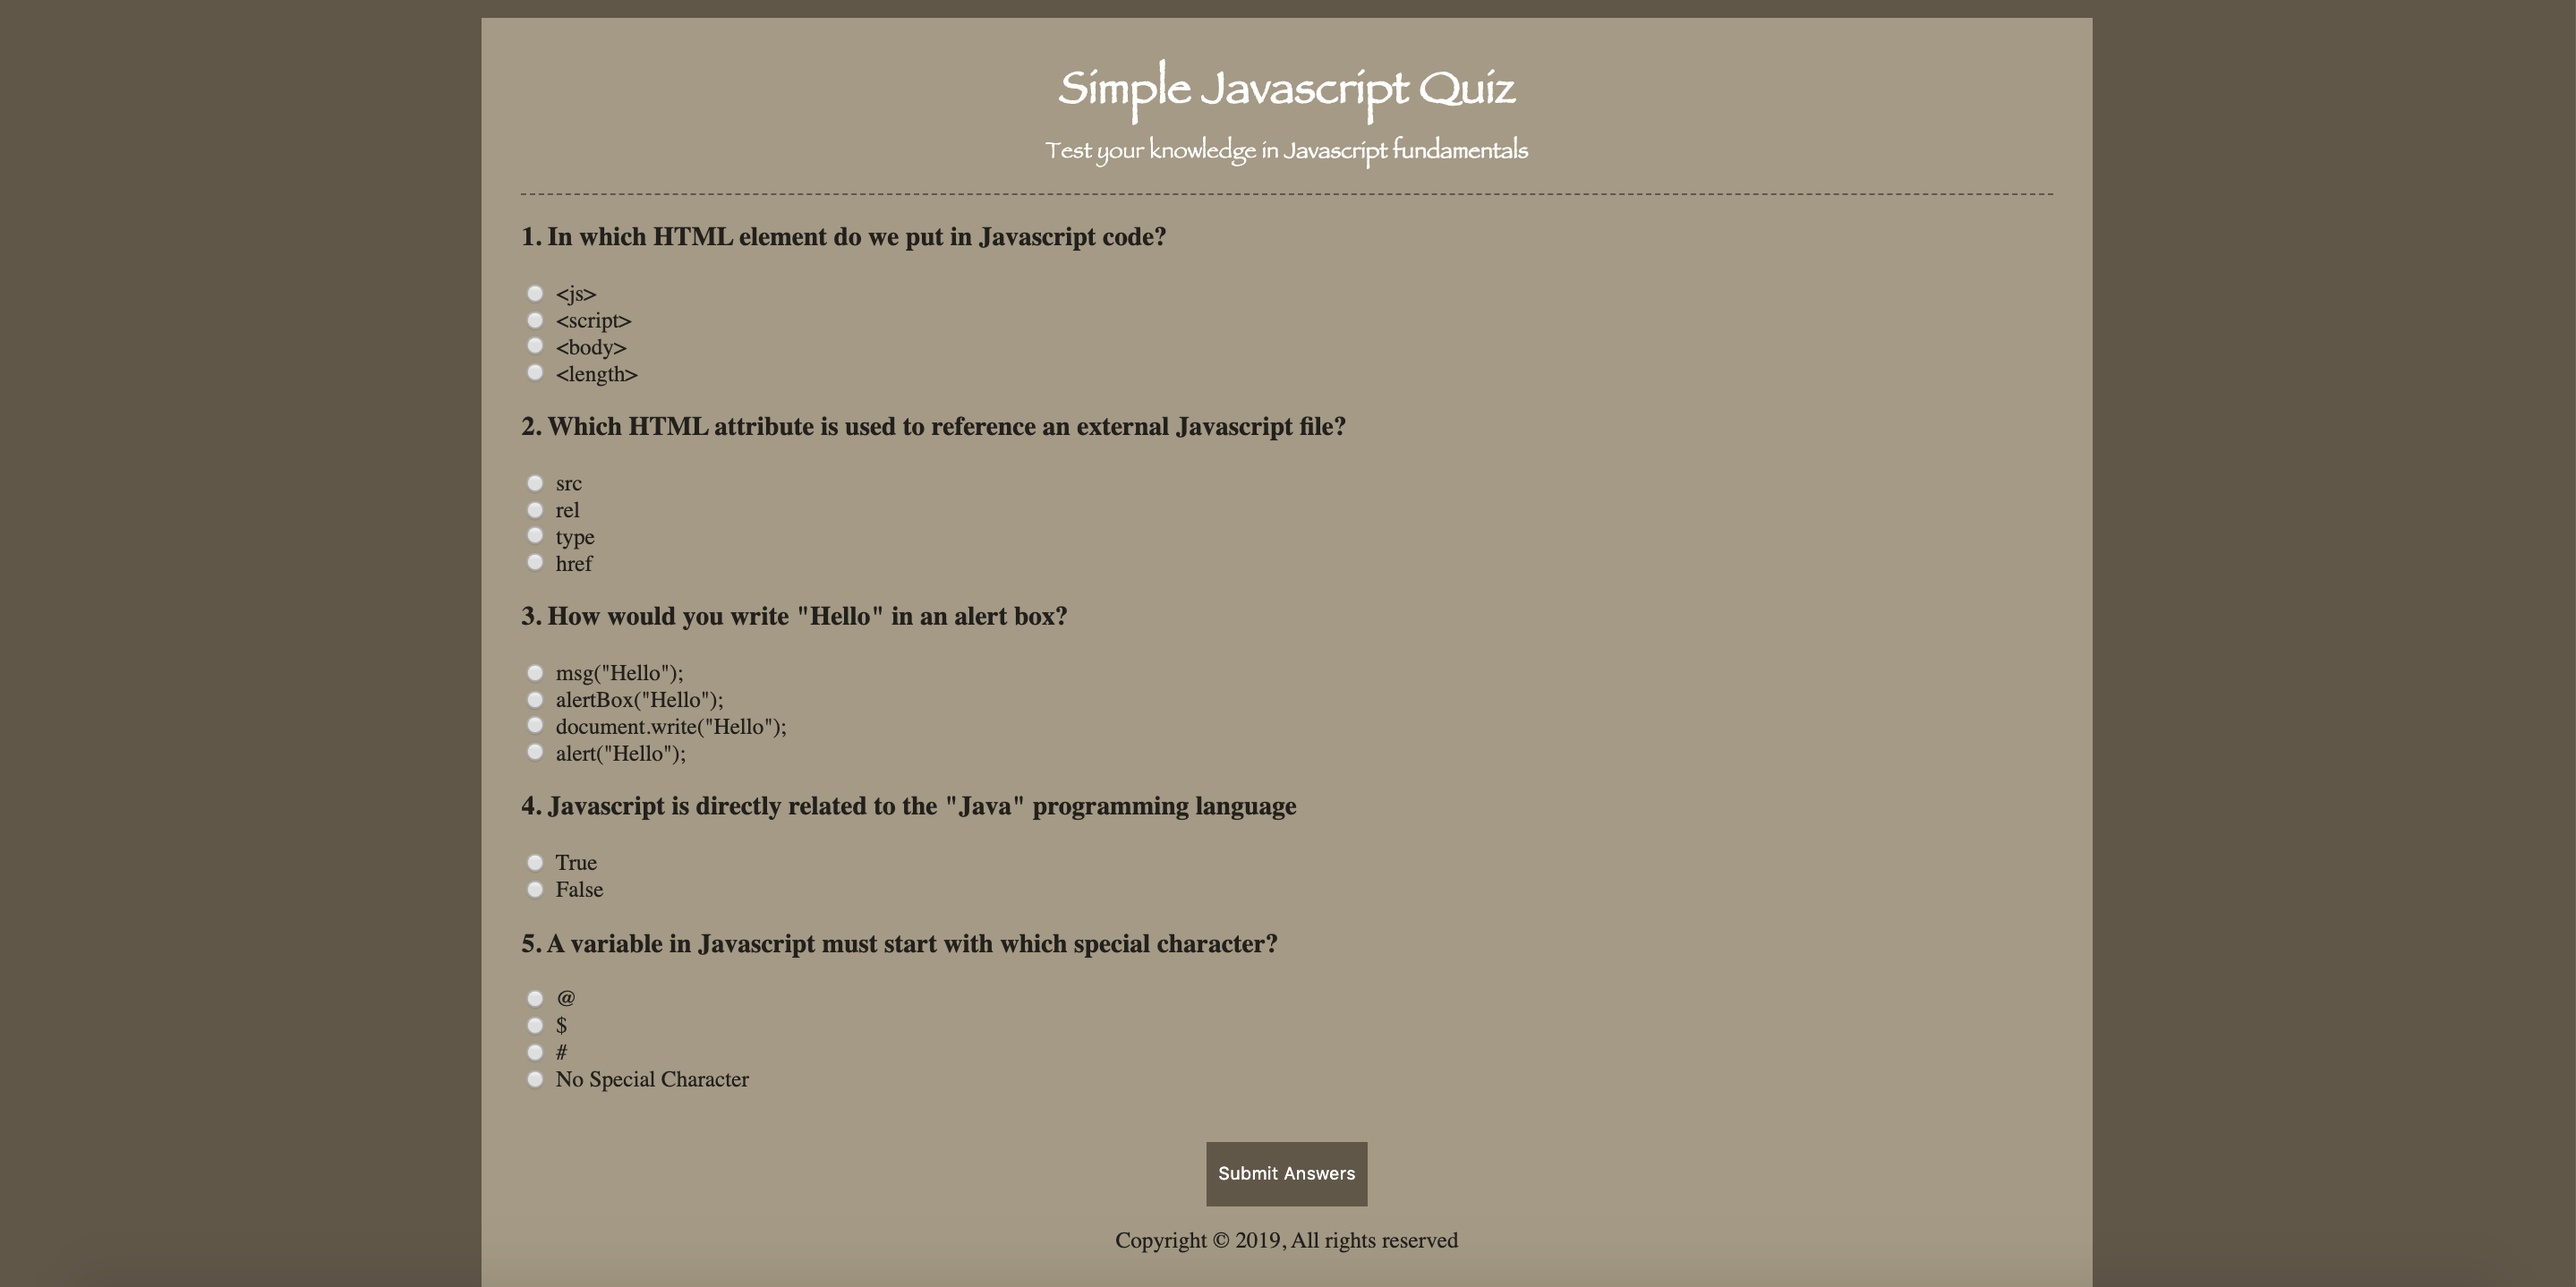 Simple Javascript Quiz
Test your knowledge in Javascript fundamentals
1. In which HTML element do we put in Javascript code?
<js>
<script>
<body>
<length>
2. Which HTML attribute is used to reference an external Javascript file?
src
rel
type
href
3. How would you write "Hello" in an alert box?
msg("Hello");
alertBox("Hello");
document.write("Hello");
alert("Hello");
4. Javascript is directly related to the "Java" programming language
True
False
5. A variable in Javascript must start with which special character?
@
$
#
No Special Character
Submit Answers
Copyright © 2019, All rights reserved